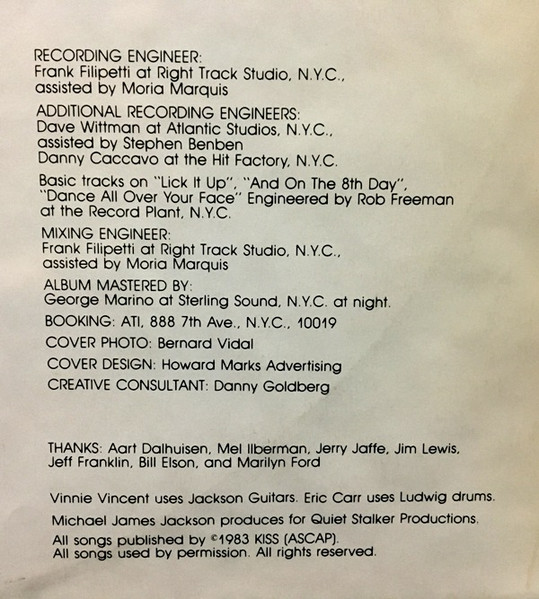 RECORDING ENGINEER:
Frank Filipetti at Right Track Studio, N.Y.C.,
assisted by Moria Marquis
ADDITIONAL RECORDING ENGINEERS:
Dave Wittman at Atlantic Studios, N.Y.C.,
assisted by Stephen Benben
Danny Caccavo at the Hit Factory, N.Y.C.
Basic tracks on "Lick It Up", "And On The 8th Day",
"Dance All Over Your Face" Engineered by Rob Freeman
at the Record Plant, N.Y.C.
MIXING ENGINEER:
Frank Filipetti at Right Track Studio, N.Y.C.,
assisted by Moria Marquis
ALBUM MASTERED BY:
George Marino at Sterling Sound, N.Y.C. at night.
BOOKING: ATI, 888 7th Ave., N.Y.C., 10019
COVER PHOTO: Bernard Vidal
COVER DESIGN: Howard Marks Advertising
CREATIVE CONSULTANT: Danny Goldberg
THANKS: Aart Dalhuisen, Mel Ilberman, Jerry Jaffe, Jim Lewis,
Jeff Franklin, Bill Elson, and Marilyn Ford
Vinnie Vincent uses Jackson Guitars. Eric Carr uses Ludwig drums.
Michael James Jackson produces for Quiet Stalker Productions.
All songs published by ©1983 KISS (ASCAP).
All songs used by permission. All rights reserved.